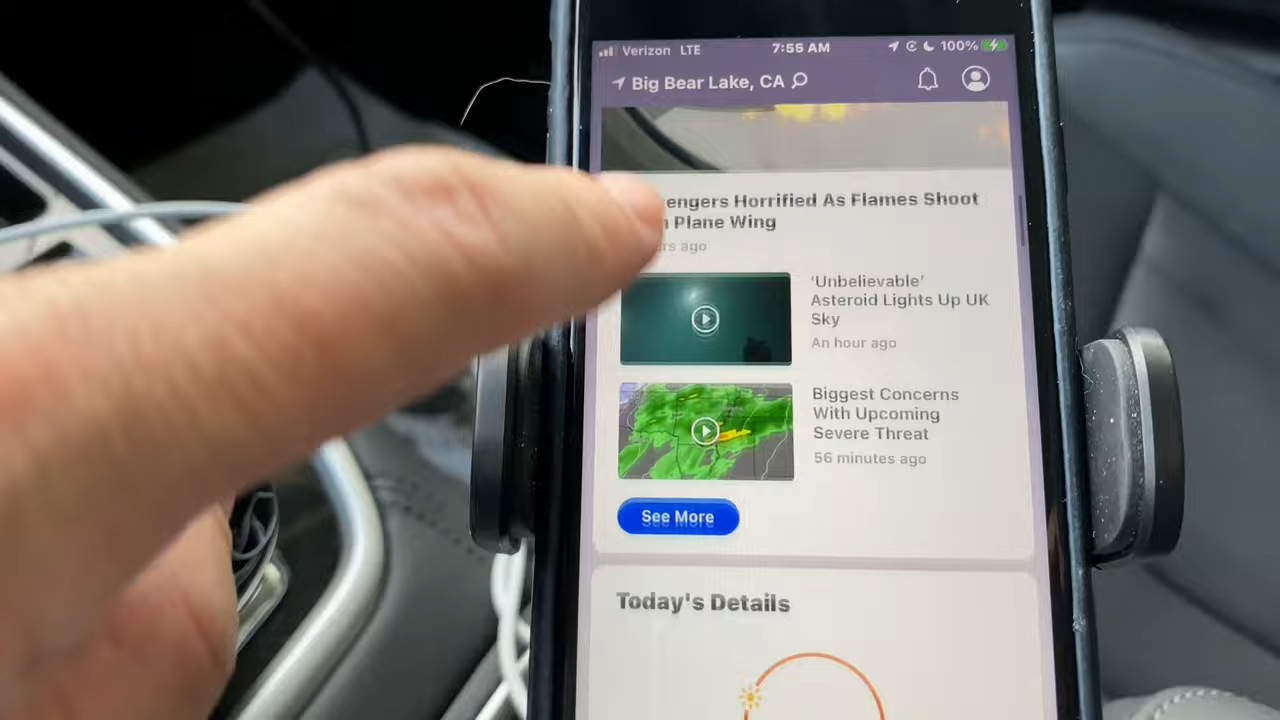 Verizon LTE 7:55 AM 100%
Big Bear Lake, CA
Horrified As Flames Shoot
Plane Wing
ago
‘Unbelievable’
Asteroid Lights Up UK
Sky
An hour ago
Biggest Concerns
With Upcoming
Severe Threat
56 minutes ago
See More
Today's Details